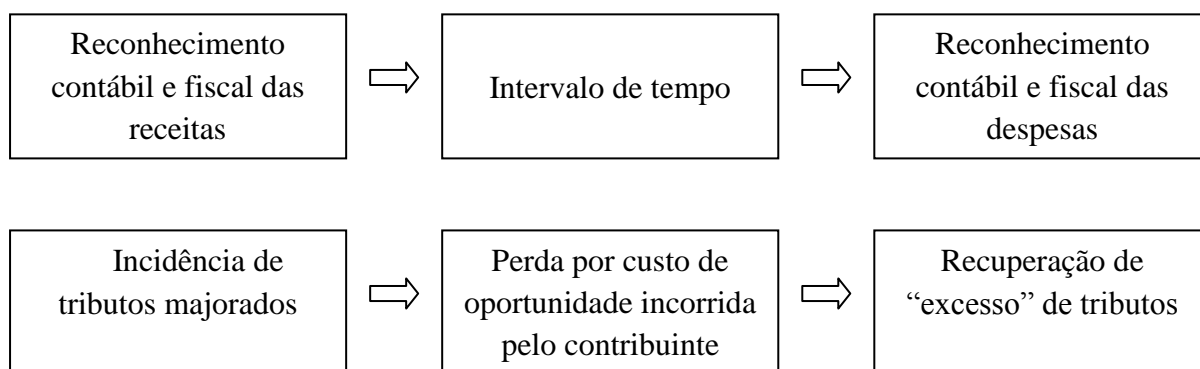 Reconhecimento
contábil e fiscal das
receitas
Intervalo de tempo
Reconhecimento
contábil e fiscal das
despesas
Incidência de
tributos majorados
Perda por custo de
oportunidade incorrida
pelo contribuinte
Recuperação de
“excesso” de tributos